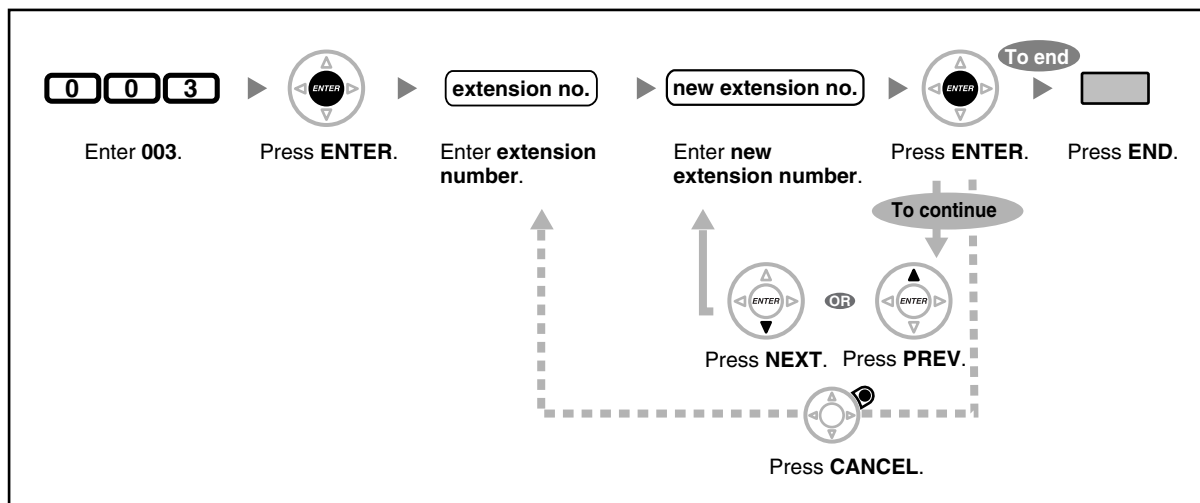 To end
0 0 3
ENTER
extension no.
new extension no.
ENTER
Enter 003.
Press ENTER.
Enter extension
number.
Enter new
extension number.
Press ENTER.
Press END.
To continue
ENTER
OR
ENTER
Press NEXT.
Press PREV.
Press CANCEL.